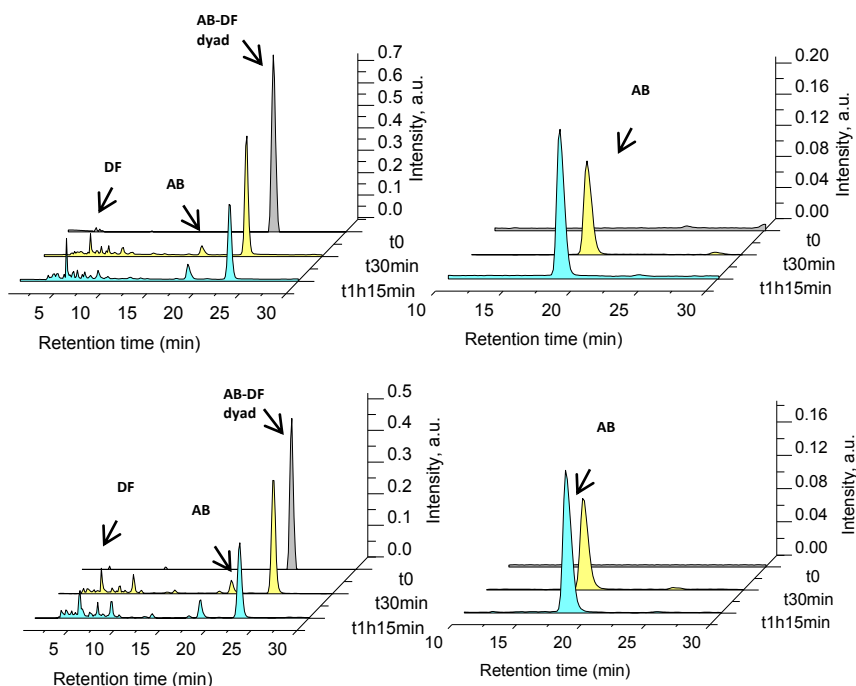 AB-DF
dyad
DF
AB
0.7
0.6
0.5
0.4
0.3
0.2
0.1
0.0
Intensity, a.u.
t0
t30min
t1h15min
5 10 15 20 25 30
Retention time (min)
AB
0.20
0.16
0.12
0.08
0.04
0.00
Intensity, a.u.
t0
t30min
t1h15min
10 15 20 25 30
Retention time (min)
AB-DF
dyad
DF
AB
0.5
0.4
0.3
0.2
0.1
0.0
Intensity, a.u.
t0
t30min
t1h15min
5 10 15 20 25 30
Retention time (min)
AB
0.16
0.12
0.08
0.04
0.00
Intensity, a.u.
t0
t30min
t1h15min
10 15 20 25 30
Retention time (min)